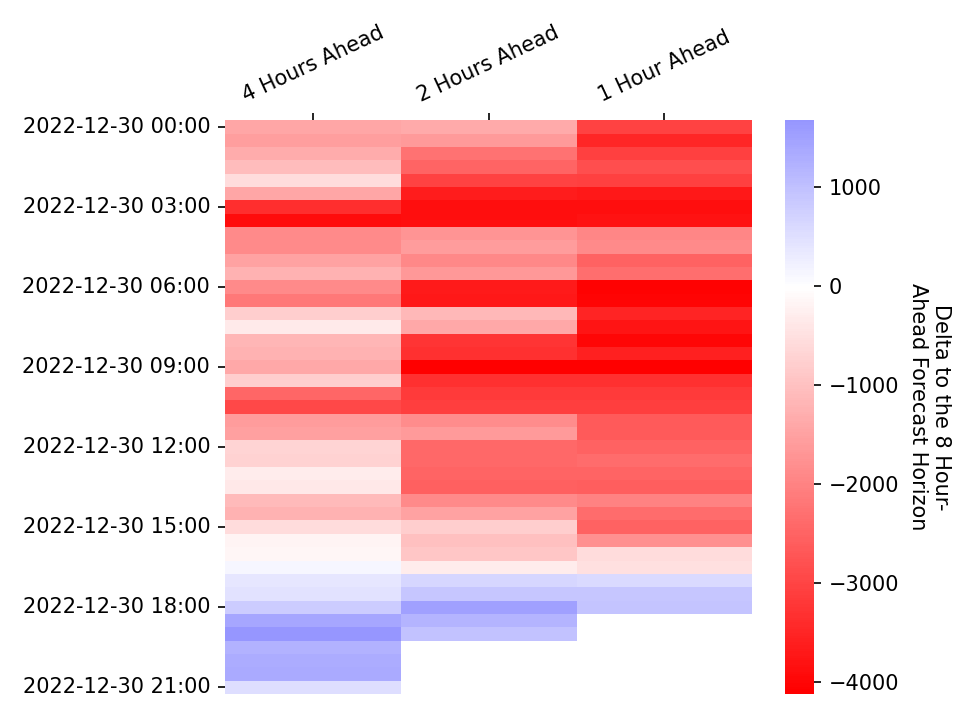 4 Hours Ahead
2 Hours Ahead
1 Hour Ahead
2022-12-30 00:00
2022-12-30 03:00
2022-12-30 06:00
2022-12-30 09:00
2022-12-30 12:00
2022-12-30 15:00
2022-12-30 18:00
2022-12-30 21:00
1000
0
−1000
−2000
−3000
−4000
Delta to the 8 Hour-
Ahead Forecast Horizon